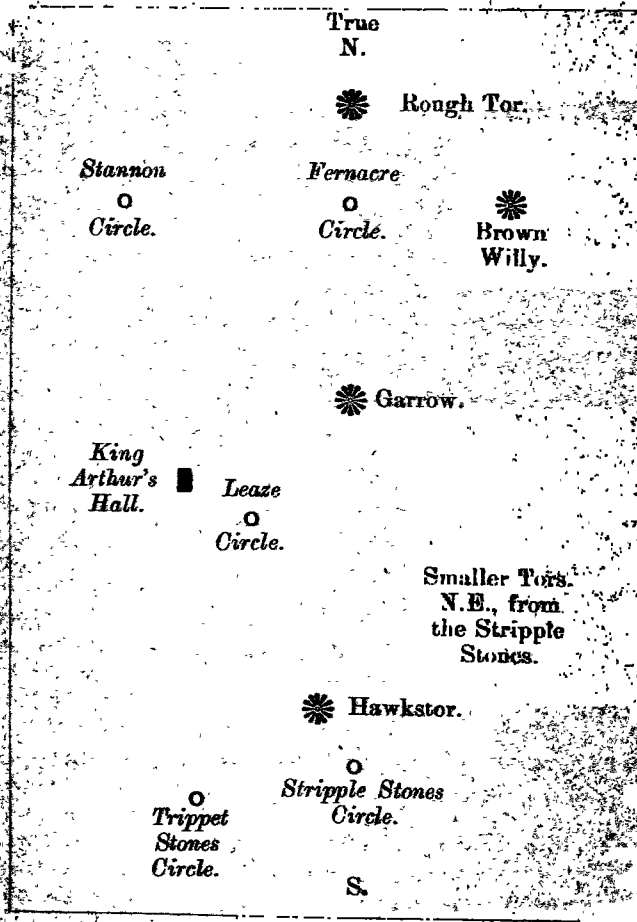 True
N.
Rough Tor.
Stannon
Circle.
Fernacre
Circle.
Brown
Willy.
Garrow.
King
Arthur's
Hall.
Leaze
Circle.
Smaller Tors.
N.E., from
the Stripple
Stones.
Hawkstor.
Stripple Stones
Circle.
Trippet
Stones
Circle.
S.